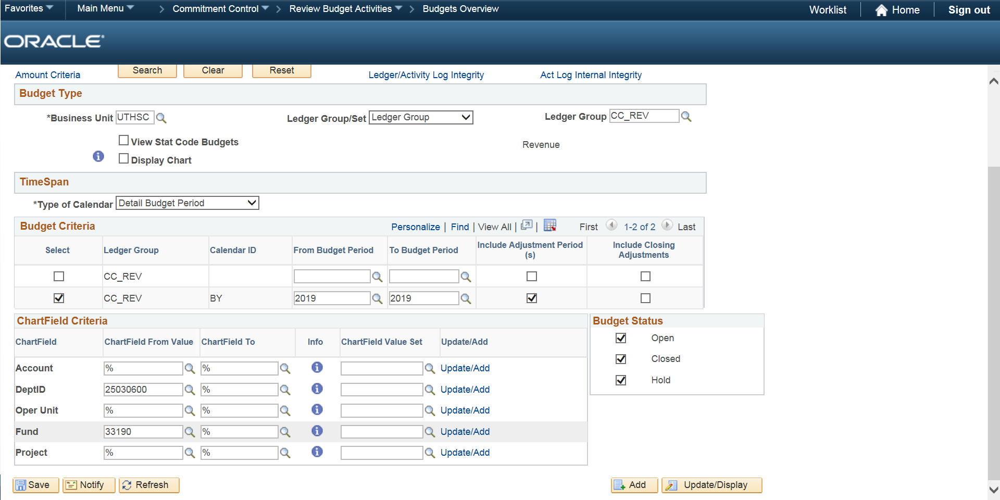 Favorites Main Menu Commitment Control Review Budget Activities Budgets Overview Worklist Home Sign out
ORACLE
Amount Criteria Search Clear Reset Ledger/Activity Log Integrity Act Log Internal Integrity
Budget Type
*Business Unit UTHSC Ledger Group/Set Ledger Group Ledger Group CC_REV
View Stat Code Budgets Revenue
Display Chart
TimeSpan
*Type of Calendar Detail Budget Period
Budget Criteria Personalize | Find | View All | | First 1-2 of 2 Last
Select Ledger Group Calendar ID From Budget Period To Budget Period Include Adjustment Period (s) Include Closing Adjustments
CC_REV
CC_REV BY 2019 2019
ChartField Criteria
ChartField ChartField From Value ChartField To Info ChartField Value Set Update/Add
Account % % Update/Add
DeptID 25030600 % Update/Add
Oper Unit % % Update/Add
Fund 33190 % Update/Add
Project % % Update/Add
Budget Status
Open
Closed
Hold
Save Notify Refresh Add Update/Display